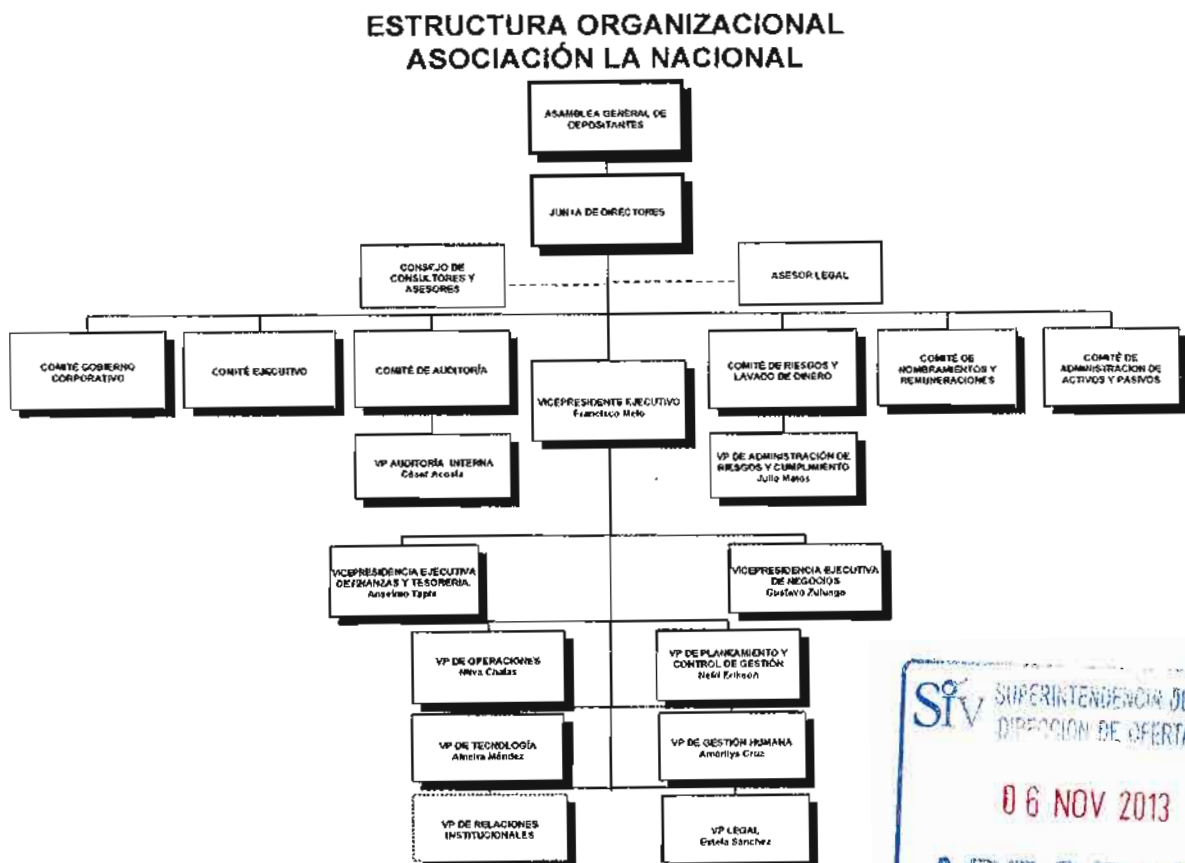 ESTRUCTURA ORGANIZACIONAL
ASOCIACIÓN LA NACIONAL
ASAMBLEA GENERAL DE
DEPOSITANTES
JUNTA DE DIRECTORES
CONSEJO DE
CONSULTORES Y
ASESORES
ASESOR LEGAL
COMITÉ GOBIERNO
CORPORATIVO
COMITÉ EJECUTIVO
COMITÉ DE AUDITORÍA
VICEPRESIDENTE EJECUTIVO
Francisco Melo
COMITÉ DE RIESGOS Y
LAVADO DE DINERO
COMITÉ DE
NOMBRAMIENTOS Y
REMUNERACIONES
COMITÉ DE
ADMINISTRACION DE
ACTIVOS Y PASIVOS
VP AUDITORÍA INTERNA
César Acosta
VP DE ADMINISTRACIÓN DE
RIESGOS Y CUMPLIMIENTO
Julio Matos
VICEPRESIDENCIA EJECUTIVA
DE FINANZAS Y TESORERIA.
Anselmo Tapia
VICEPRESIDENCIA EJECUTIVA
DE NEGOCIOS
Gustavo Zuluaga
VP DE OPERACIONES
Chalas
VP DE PLANEAMIENTO Y
CONTROL DE GESTIÓN
Erikson
VP DE TECNOLOGÍA
Méndez
VP DE GESTIÓN HUMANA
Amarilys Cruz
VP DE RELACIONES
INSTITUCIONALES
VP LEGAL
Estela Sánchez
SIV SUPERINTENDENCIA DE
DIRECCION DE OFERTA
06 NOV 2013